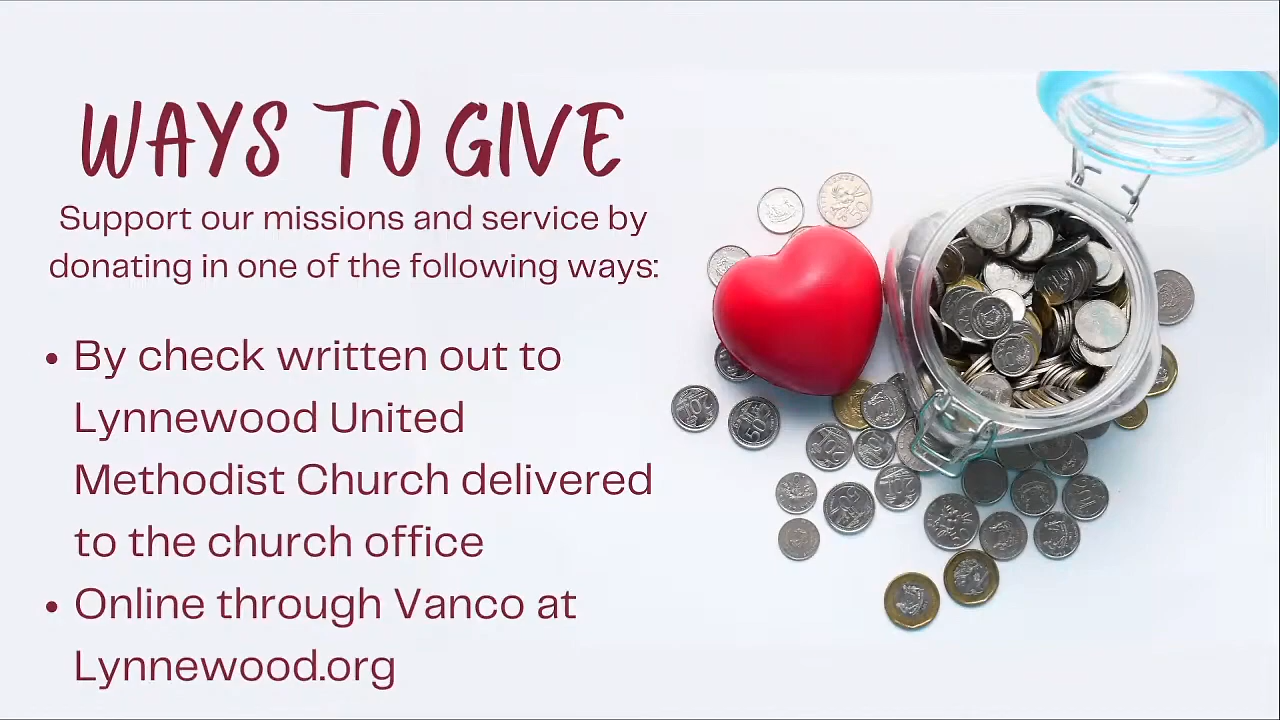 WAYS TO GIVE
Support our missions and service by
donating in one of the following ways:
• By check written out to
Lynnewood United
Methodist Church delivered
to the church office
• Online through Vanco at
Lynnewood.org